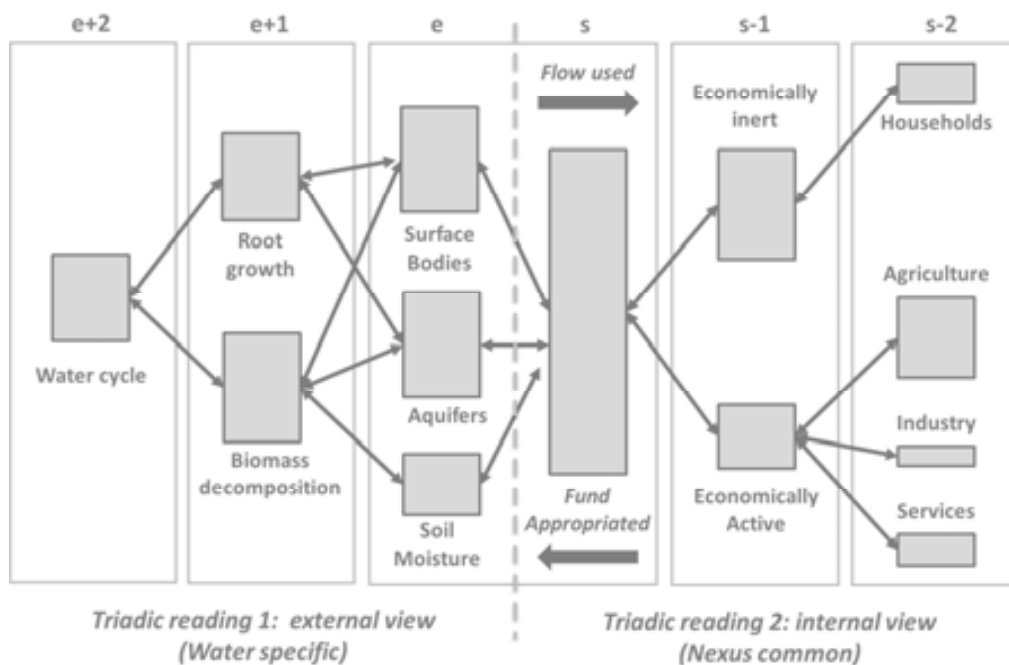 e+2
e+1
e
s
s-1
s-2
Flow used
Economically
inert
Households
Root
growth
Surface
Bodies
Agriculture
Water cycle
Aquifers
Industry
Biomass
decomposition
Fund
Appropriated
Economically
Active
Services
Soil
Moisture
Triadic reading 1: external view
(Water specific)
Triadic reading 2: internal view
(Nexus common)